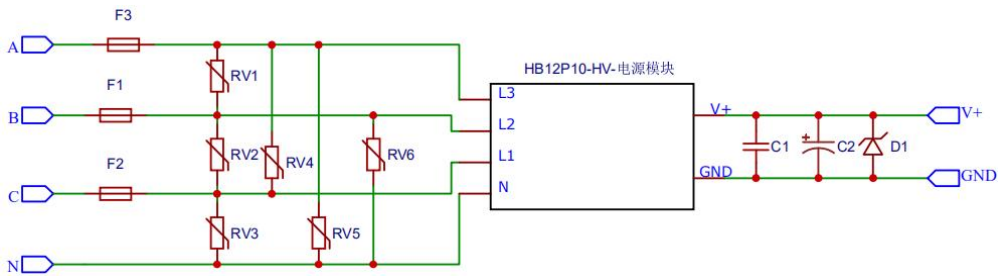 F3
A
RV1
HB12P10-HV-电源模块
F1
L3
B
V+
V+
L2
C1
C2
D1
F2
RV2
RV4
RV6
L1
GND
GND
C
N
RV3
RV5
N